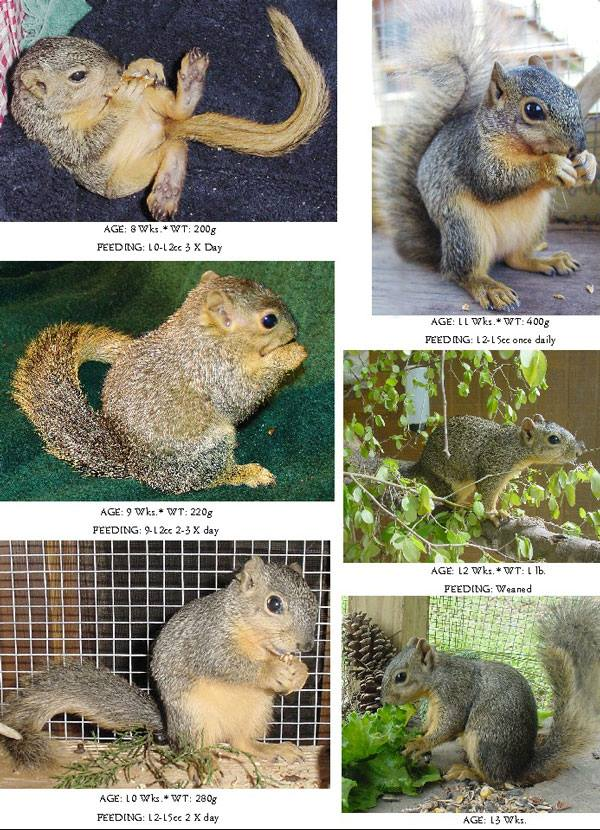 AGE: 8 Wks.* WT: 200g
FEEDING: 10-12cc 3 X Day
AGE: 9 Wks.* WT: 220g
FEEDING: 9-12cc 2-3 X day
AGE: 10 Wks.* WT: 280g
FEEDING: 12-15cc 2 X day
AGE: 11 Wks.* WT: 400g
FEEDING: 12-15cc once daily
AGE: 12 Wks.* WT: 1 lb.
FEEDING: Weaned
AGE: 13 Wks.